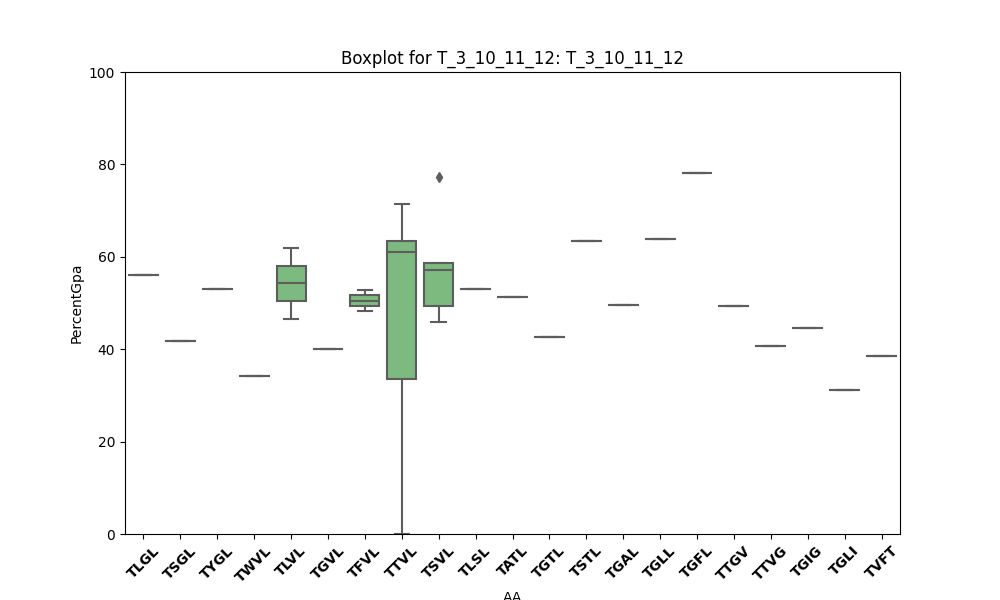 Boxplot for T_3_10_11_12: T_3_10_11_12
100
80
60
40
20
0
PercentGpa
TLGL TSGL TYGL TWVL TLVL TGVL TFVL TTVL TSVL TLSL TATL TGTL TSTL TGAL TGLL TGFL TTGV TTVG TGIG TGLI TVFT
AA